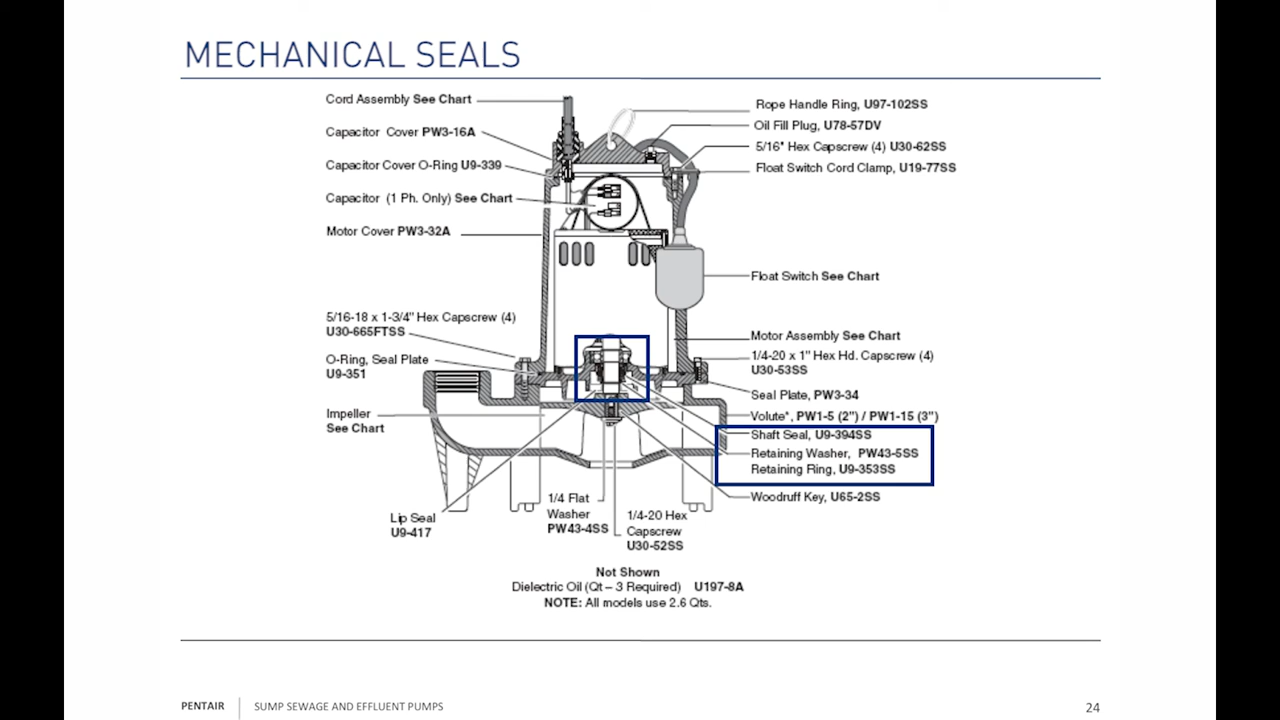 MECHANICAL SEALS
Cord Assembly See Chart
Capacitor Cover PW3-16A
Capacitor Cover O-Ring U9-339
Capacitor (1 Ph. Only) See Chart
Motor Cover PW3-32A
5/16-18 x 1-3/4" Hex Capscrew (4)
U30-665FTSS
O-Ring, Seal Plate
U9-351
Impeller
See Chart
Lip Seal
U9-417
1/4 Flat
Washer
PW43-4SS
1/4-20 Hex
Capscrew
U30-52SS
Rope Handle Ring, U97-102SS
Oil Fill Plug, U78-57DV
5/16" Hex Capscrew (4) U30-62SS
Float Switch Cord Clamp, U19-77SS
Float Switch See Chart
Motor Assembly See Chart
1/4-20 x 1" Hex Hd. Capscrew (4)
U30-53SS
Seal Plate, PW3-34
Volute*, PW1-5 (2") / PW1-15 (3")
Shaft Seal, U9-394SS
Retaining Washer, PW43-5SS
Retaining Ring, U9-353SS
Woodruff Key, U65-2SS
Not Shown
Dielectric Oil (Qt – 3 Required) U197-8A
NOTE: All models use 2.6 Qts.
PENTAIR
SUMP SEWAGE AND EFFLUENT PUMPS
24